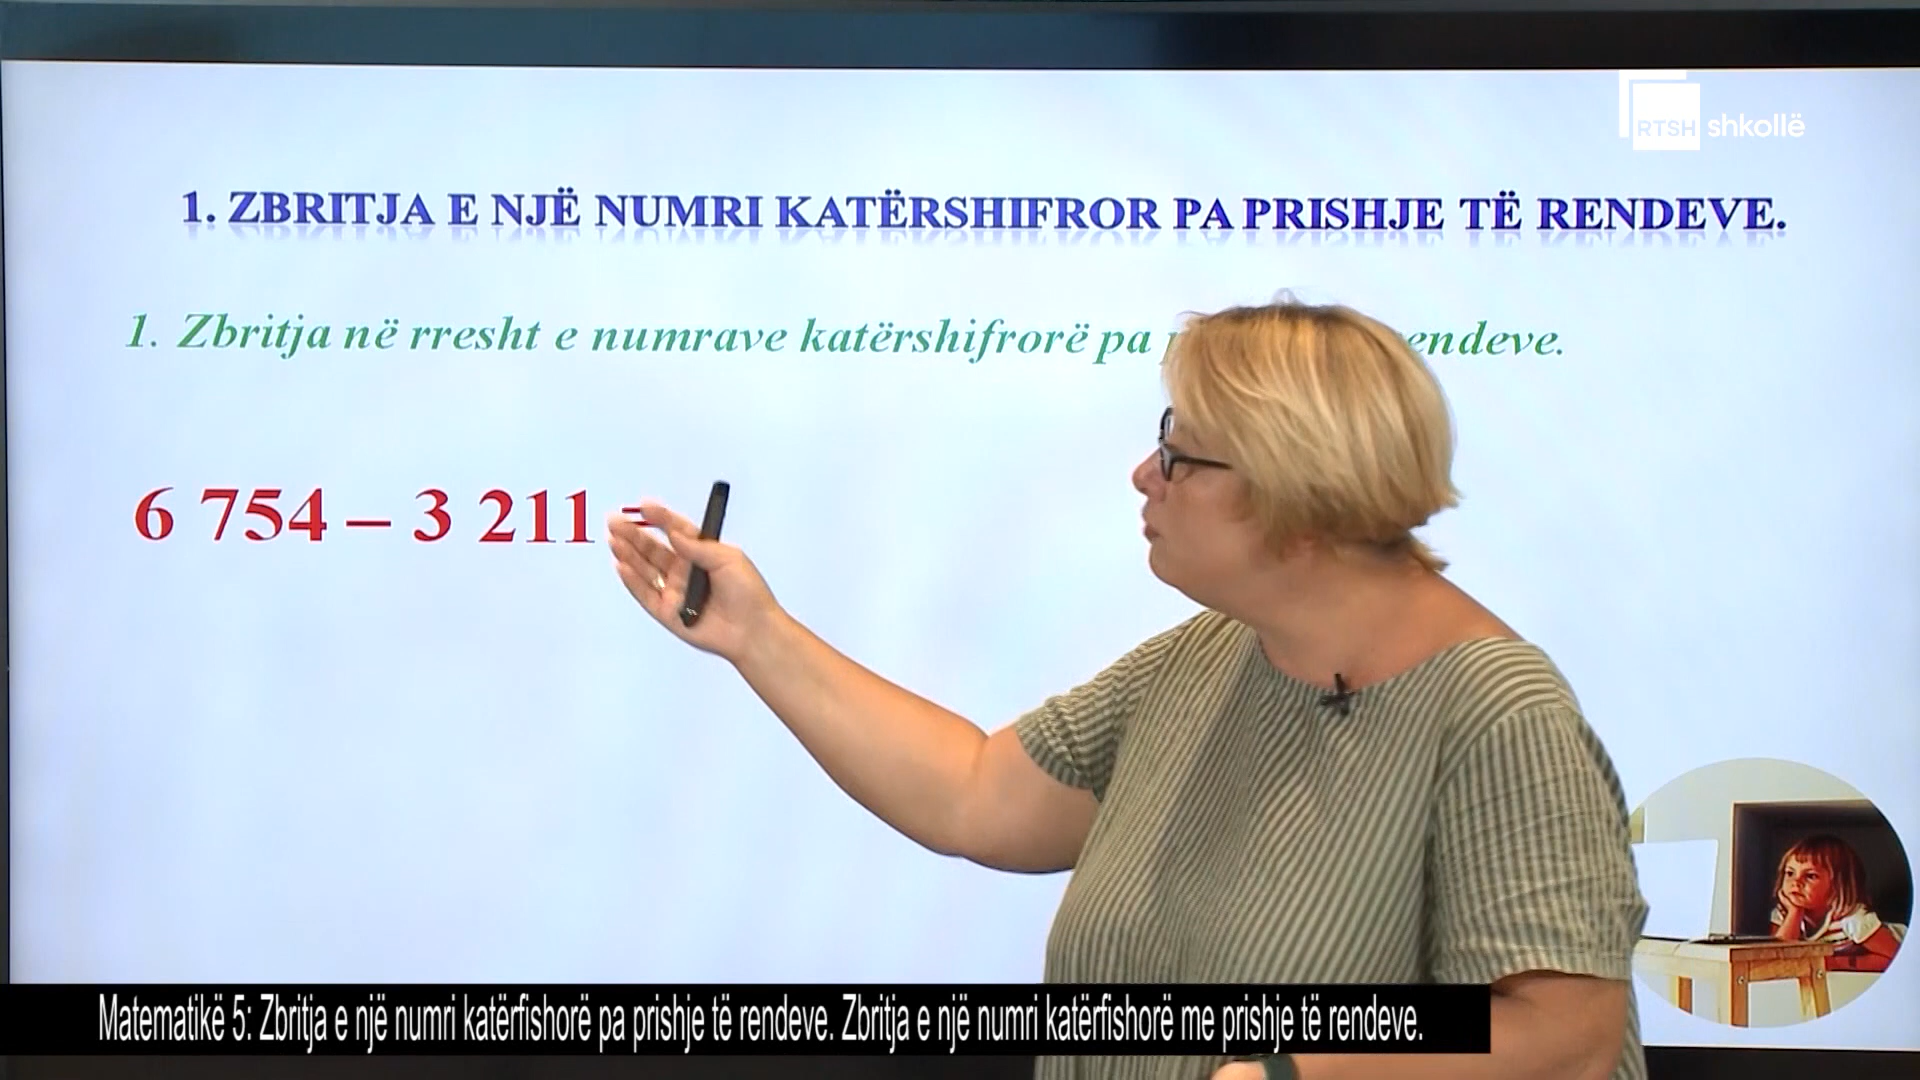 RTSH shkollë
1. ZBRITJA E NJË NUMRI KATËRSHIFROR PA PRISHJE TË RENDEVE.
1. Zbritja në rresht e numrave katërshifrorë pa endeve.
6 754 – 3 211 =
Matematikë 5: Zbritja e një numri katërfishorë pa prishje të rendeve. Zbritja e një numri katërfishorë me prishje të rendeve.